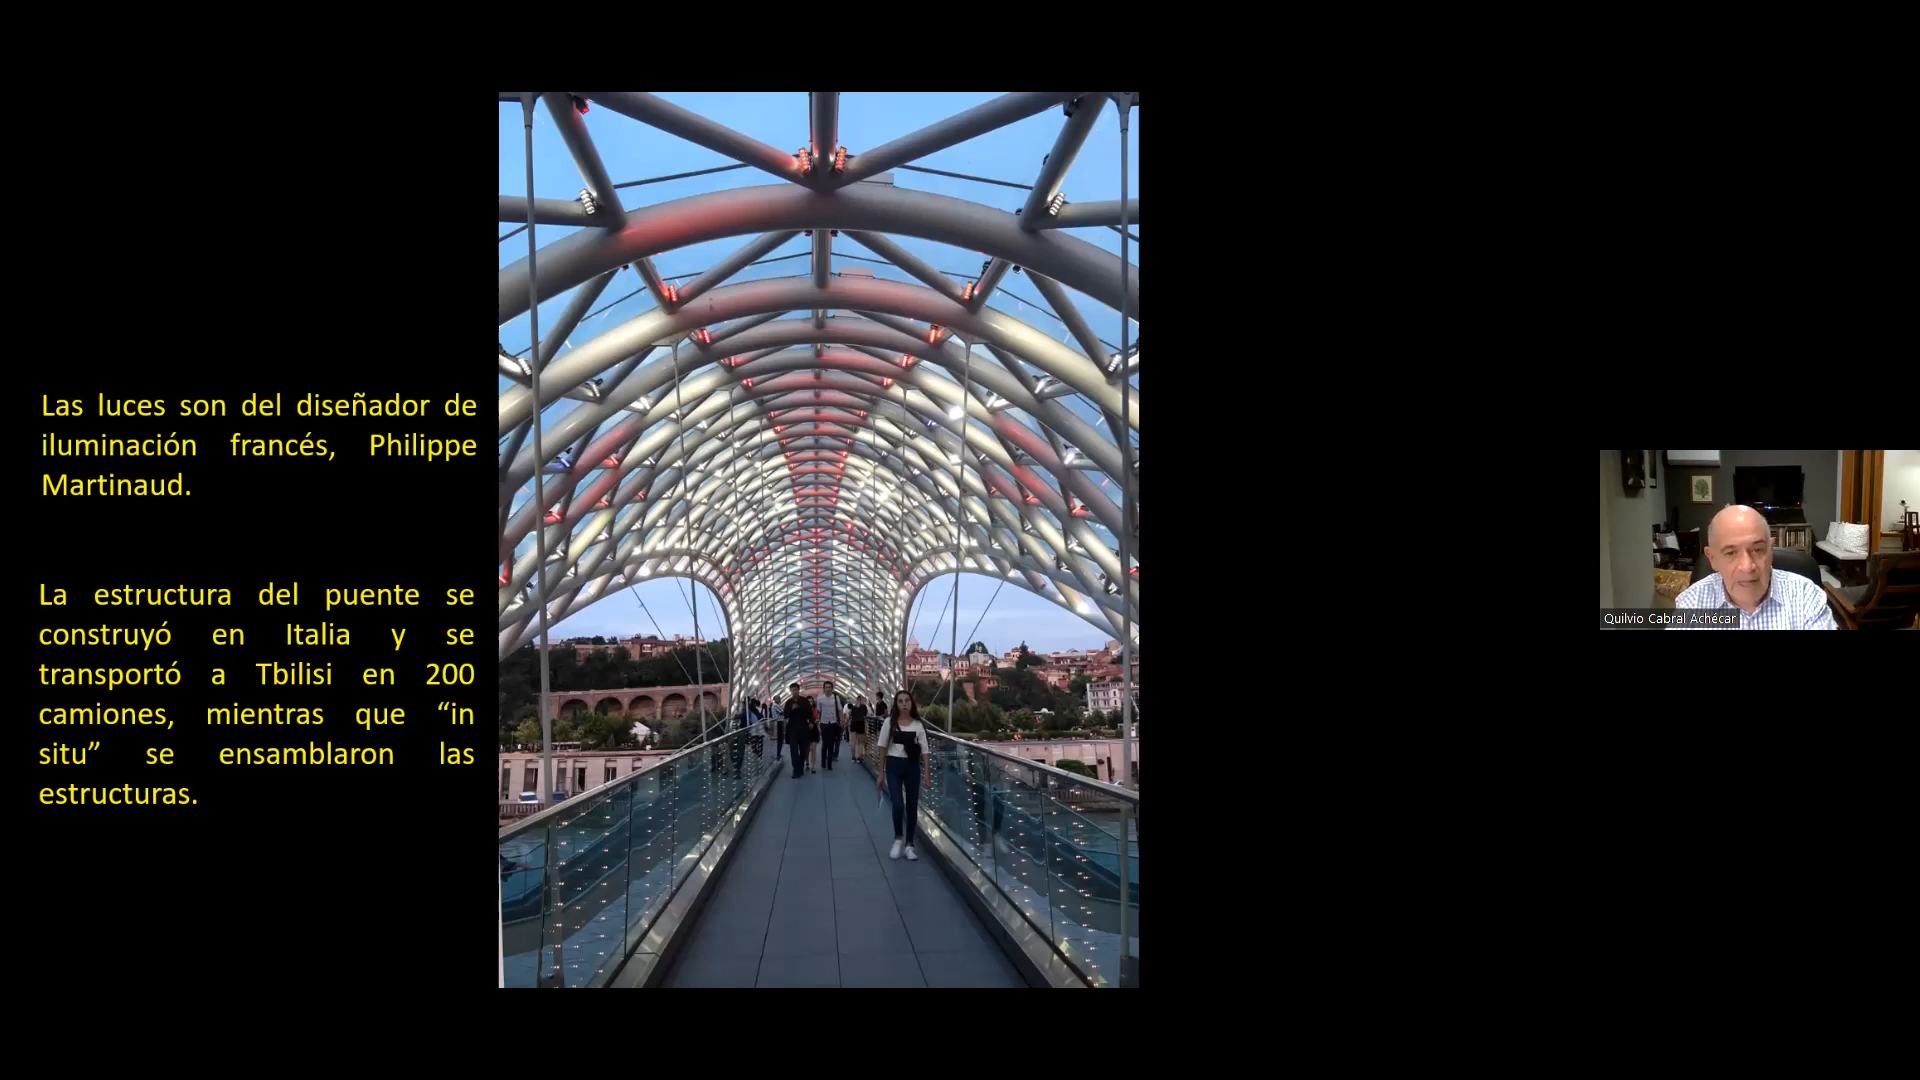 Las luces son del diseñador de
iluminación francés, Philippe
Martinaud.
La estructura del puente se
construyó en Italia y se
transportó a Tbilisi en 200
camiones, mientras que “in
situ” se ensamblaron las
estructuras.
Quilvio Cabral Achécar